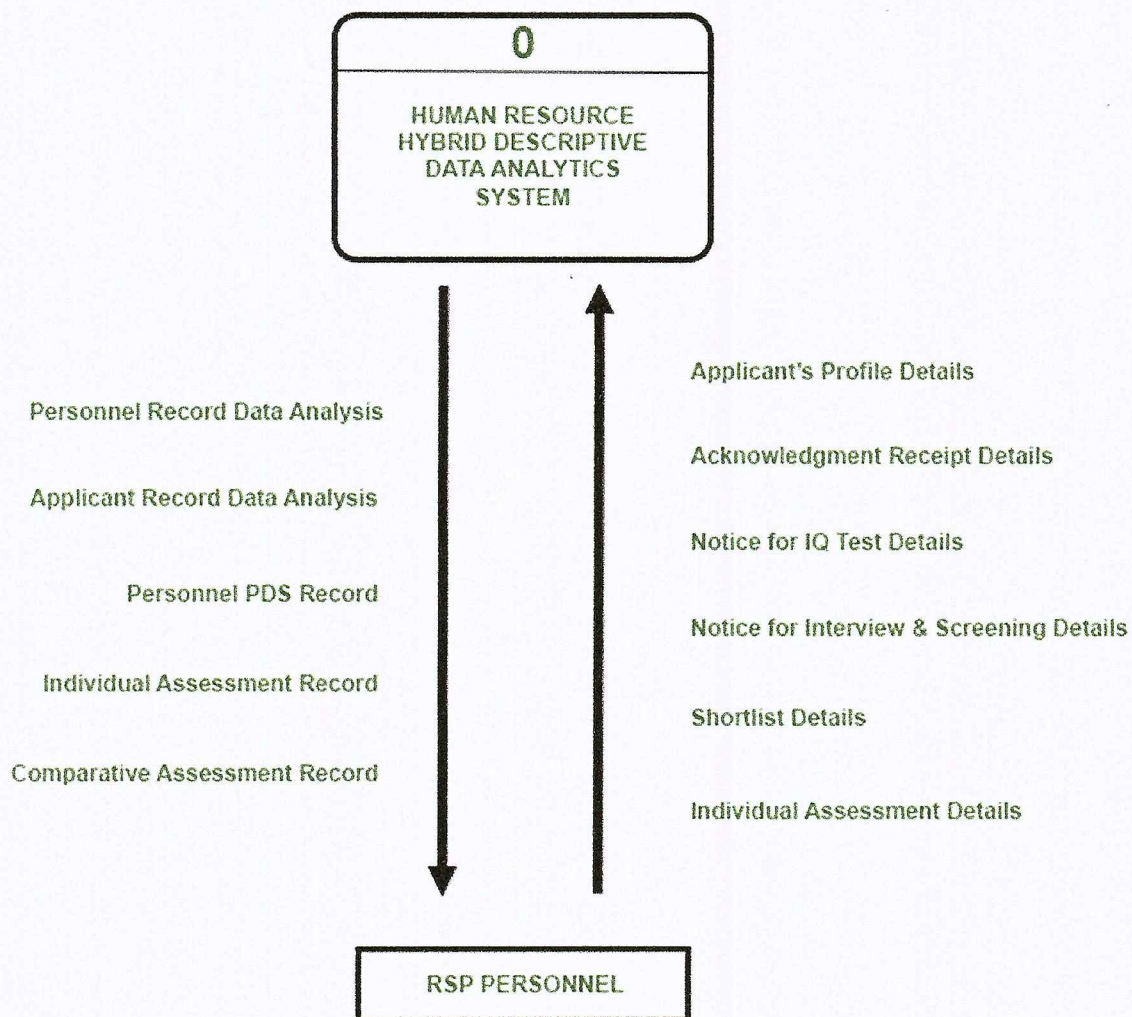 0
HUMAN RESOURCE
HYBRID DESCRIPTIVE
DATA ANALYTICS
SYSTEM
Personnel Record Data Analysis
Applicant Record Data Analysis
Personnel PDS Record
Individual Assessment Record
Comparative Assessment Record
Applicant's Profile Details
Acknowledgment Receipt Details
Notice for IQ Test Details
Notice for Interview & Screening Details
Shortlist Details
Individual Assessment Details
RSP PERSONNEL